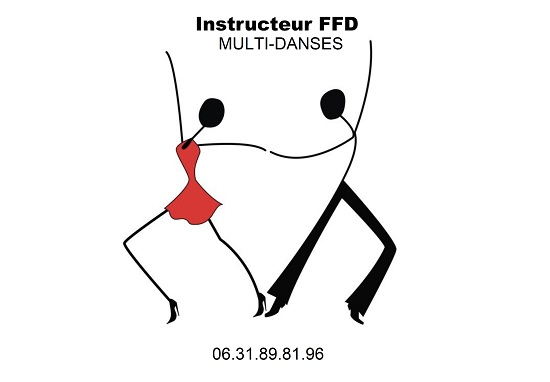 Instructeur FFD
MULTI-DANSES
06.31.89.81.96